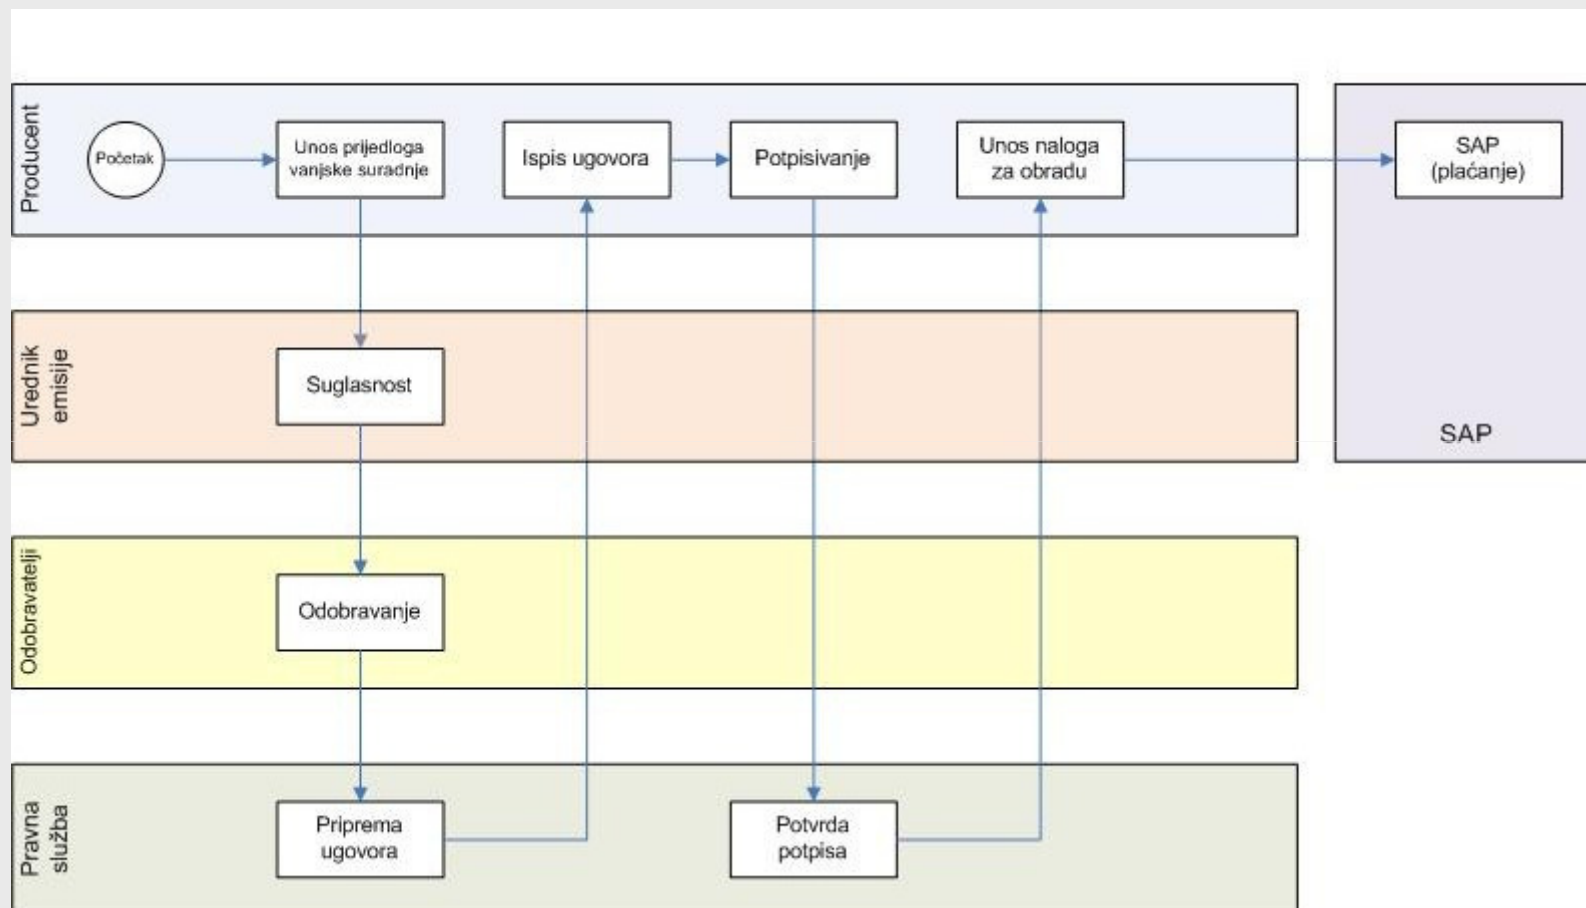 Producent
Početak
Unos prijedloga
vanjske suradnje
Ispis ugovora
Potpisivanje
Unos naloga
za obradu
SAP
(plaćanje)
Urednik
emisije
Suglasnost
SAP
Odobravatelji
Odobravanje
Pravna
služba
Priprema
ugovora
Potvrda
potpisa